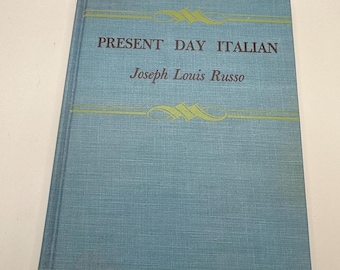 PRESENT DAY ITALIAN
Joseph Louis Russo